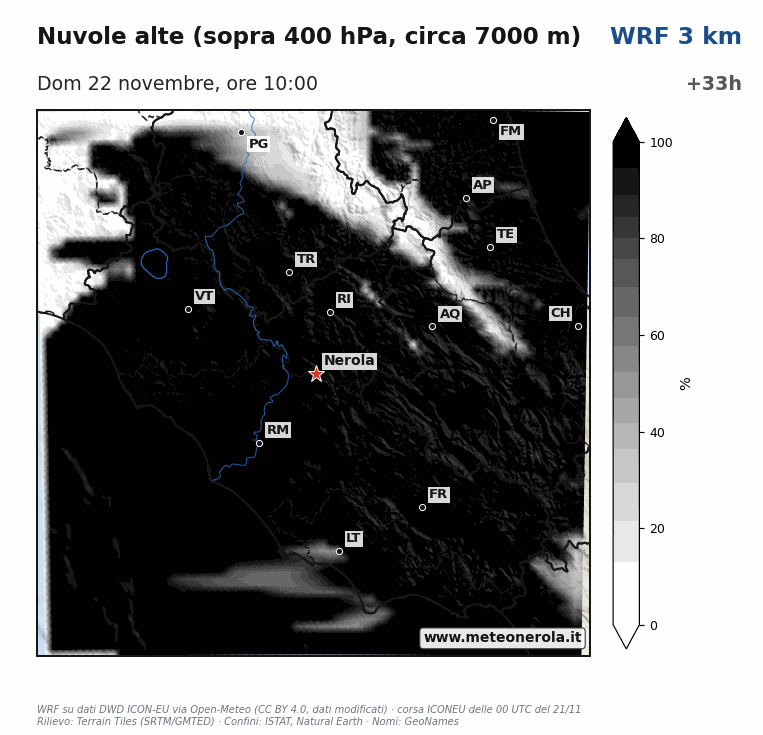 Nuvole alte (sopra 400 hPa, circa 7000 m)
WRF 3 km
Dom 22 novembre, ore 10:00
+33h
FM
PG
AP
TE
TR
VT
RI
AQ
CH
Nerola
RM
FR
LT
www.meteonerola.it
100
80
60
40
20
0
%
WRF su dati DWD ICON-EU via Open-Meteo (CC BY 4.0, dati modificati) · corsa ICONEU delle 00 UTC del 21/11
Rilievo: Terrain Tiles (SRTM/GMTED) · Confini: ISTAT, Natural Earth · Nomi: GeoNames